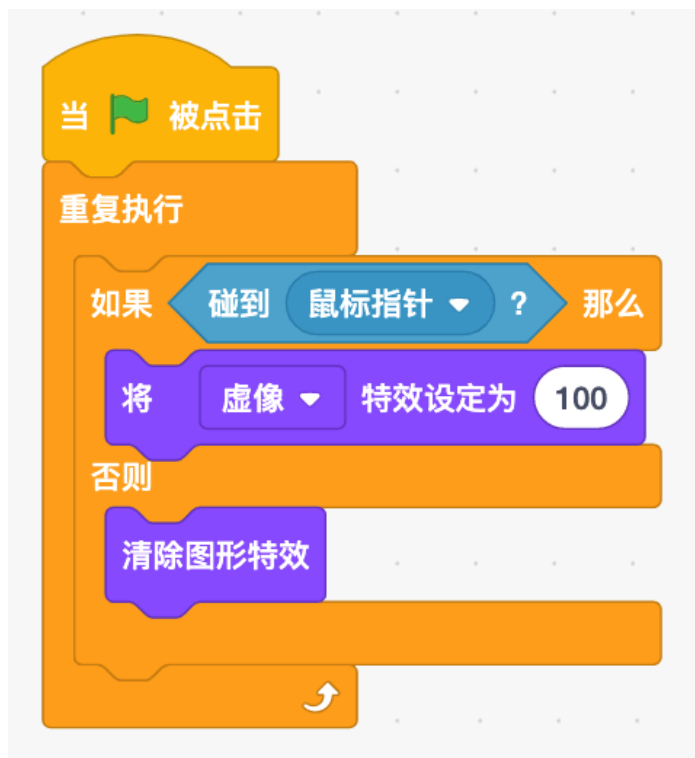 当 被点击
重复执行
如果 碰到 鼠标指针 ? 那么
将 虚像 特效设定为 100
否则
清除图形特效